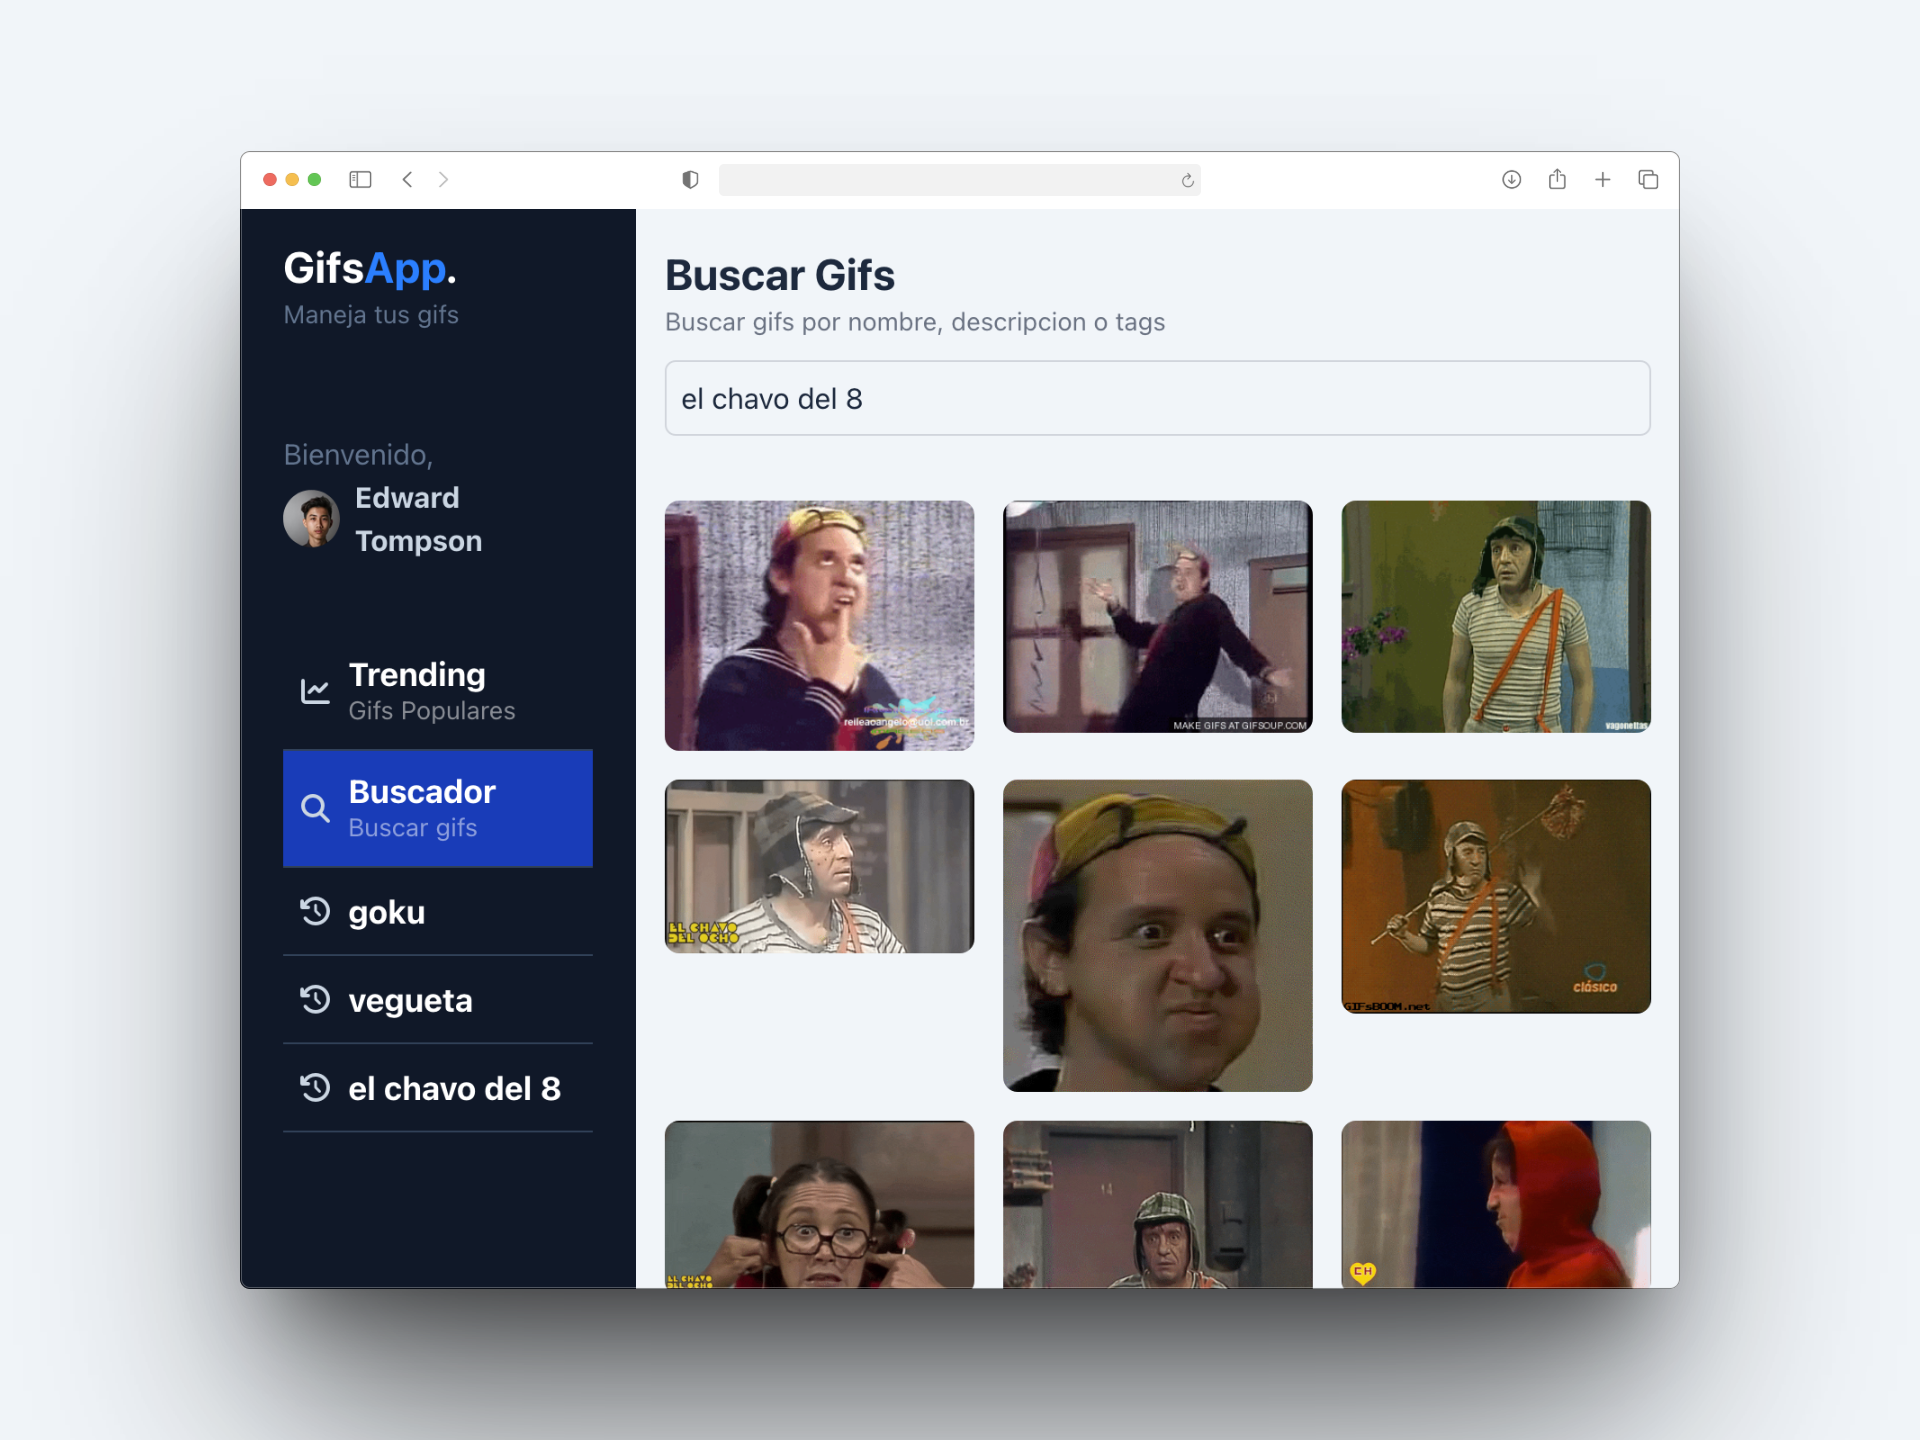 GifsApp.
Maneja tus gifs
Bienvenido,
Edward
Tompson
Trending
Gifs Populares
Buscador
Buscar gifs
goku
vegueta
el chavo del 8
Buscar Gifs
Buscar gifs por nombre, descripcion o tags
el chavo del 8
MAKE GIFS AT GIFSOUP.COM
vagonettas
EL CHAVO
DEL OCHO
clásico
GIFsBOOM.net
EL CHAVO
DEL OCHO
14
CH